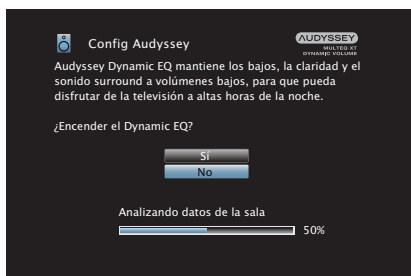 Config Audyssey
AUDYSSEY
MULTEQ XT
DYNAMIC VOLUME
Audyssey Dynamic EQ mantiene los bajos, la claridad y el
sonido surround a volúmenes bajos, para que pueda
disfrutar de la televisión a altas horas de la noche.
¿Encender el Dynamic EQ?
Sí
No
Analizando datos de la sala
50%